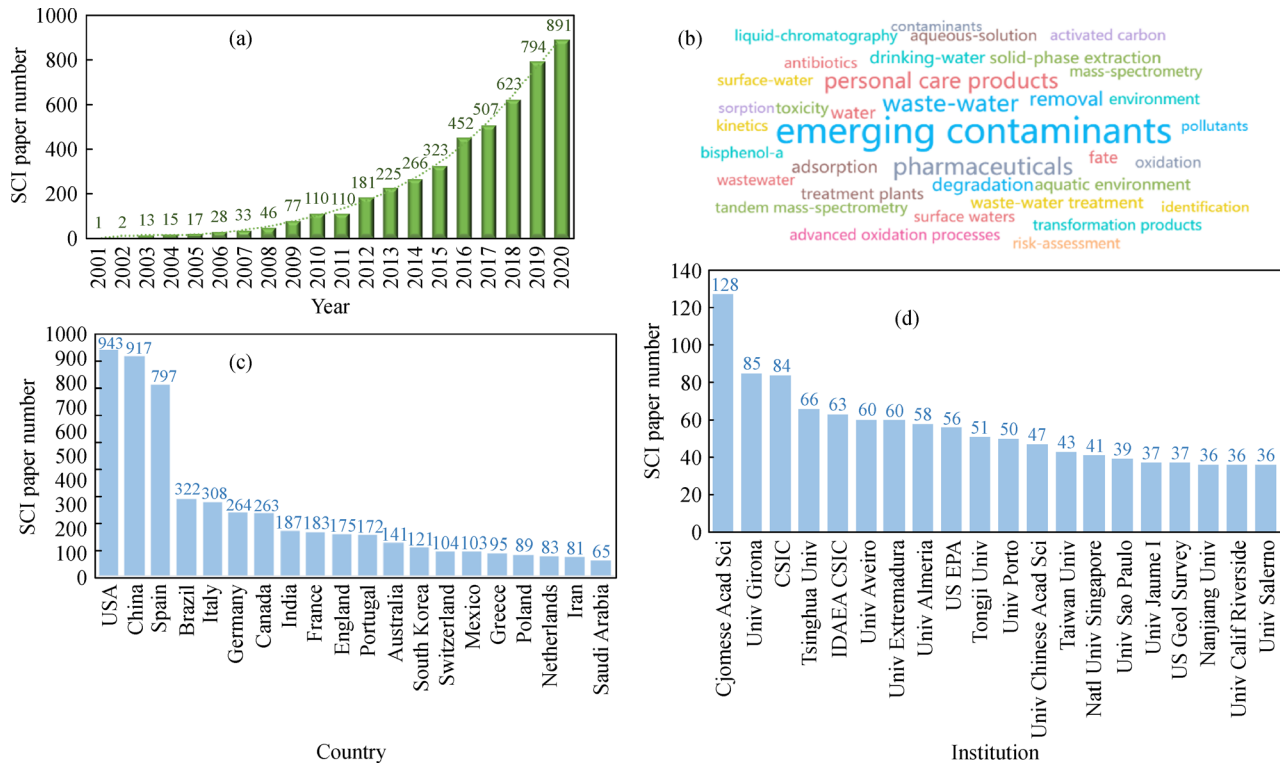 (a)
SCI paper number
1000
800
600
400
200
0
1 2 13 15 17 28 33 46 77 110 110 181 225 266 323 452 507 623 794 891
2001 2002 2003 2004 2005 2006 2007 2008 2009 2010 2011 2012 2013 2014 2015 2016 2017 2018 2019 2020
Year
(b)
contaminants
liquid-chromatography aqueous-solution activated carbon
antibiotics drinking-water solid-phase extraction
surface-water personal care products mass-spectrometry
sorption toxicity water waste-water removal environment
kinetics emerging contaminants pollutants
bisphenol-a adsorption pharmaceuticals fate oxidation
wastewater treatment plants degradation aquatic environment
tandem mass-spectrometry surface waters waste-water treatment identification
advanced oxidation processes transformation products
risk-assessment
(c)
SCI paper number
1000
900
800
700
600
500
400
300
200
100
0
943 917 797 322 308 264 263 187 183 175 172 141 121 104 103 95 89 83 81 65
USA China Spain Brazil Italy Germany Canada India France England Portugal Australia South Korea Switzerland Mexico Greece Poland Netherlands Iran Saudi Arabia
Country
(d)
SCI paper number
140
120
100
80
60
40
20
0
128 85 84 66 63 60 60 58 56 51 50 47 43 41 39 37 37 36 36 36
Cjomese Acad Sci
Univ Girona
CSIC
Tsinghua Univ
IDAEA CSIC
Univ Aveiro
Univ Extremadura
Univ Almeria
US EPA
Tongji Univ
Univ Porto
Univ Chinese Acad Sci
Taiwan Univ
Natl Univ Singapore
Univ Sao Paulo
Univ Jaume I
US Geol Survey
Nanjiang Univ
Univ Calif Riverside
Univ Salerno
Institution